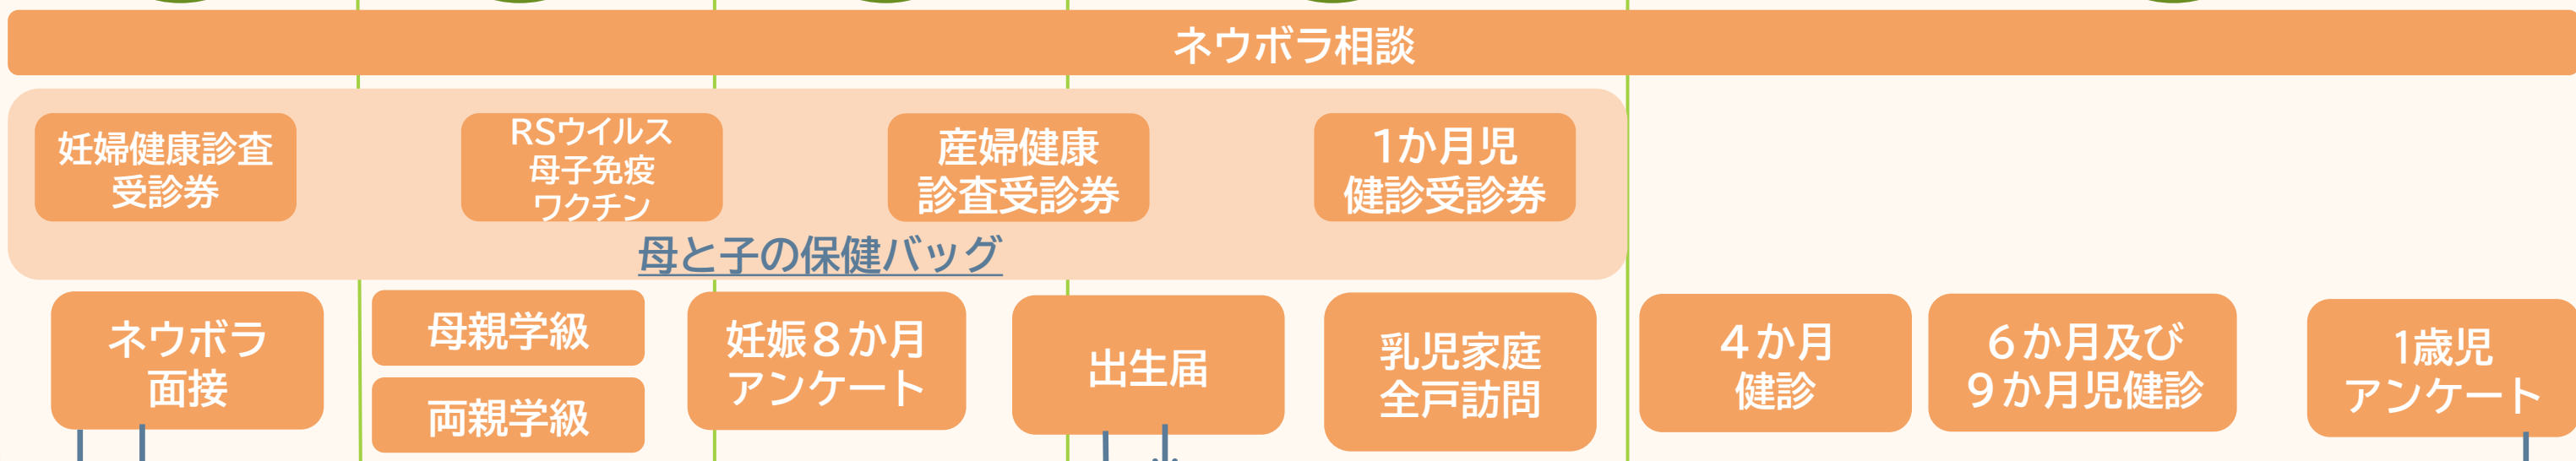 ネウボラ相談
妊婦健康診査
受診券
RSウイルス
母子免疫
ワクチン
産婦健康
診査受診券
1か月児
健診受診券
母と子の保健バッグ
ネウボラ
面接
母親学級
両親学級
妊娠８か月
アンケート
出生届
乳児家庭
全戸訪問
４か月
健診
６か月及び
９か月児健診
1歳児
アンケート